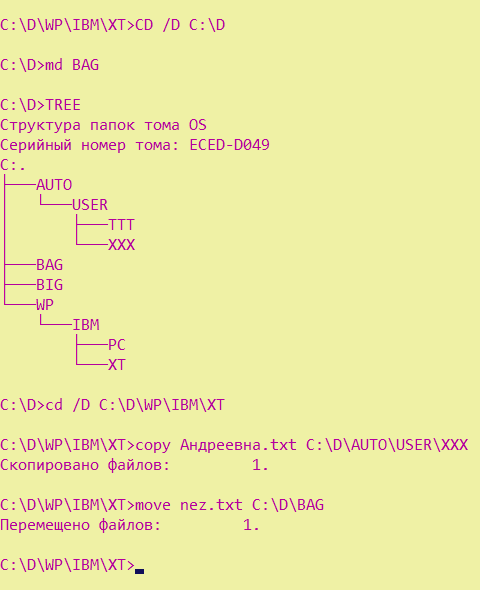 C:\D\WP\IBM\XT>CD /D C:\D
C:\D>md BAG
C:\D>TREE
Структура папок тома OS
Серийный номер тома: ECED-D049
C:.
├───AUTO
│   └───USER
│       ├───TTT
│       └───XXX
├───BAG
├───BIG
└───WP
    └───IBM
        ├───PC
        └───XT
C:\D>cd /D C:\D\WP\IBM\XT
C:\D\WP\IBM\XT>copy Андреевна.txt C:\D\AUTO\USER\XXX
Скопировано файлов:         1.
C:\D\WP\IBM\XT>move nez.txt C:\D\BAG
Перемещено файлов:         1.
C:\D\WP\IBM\XT>